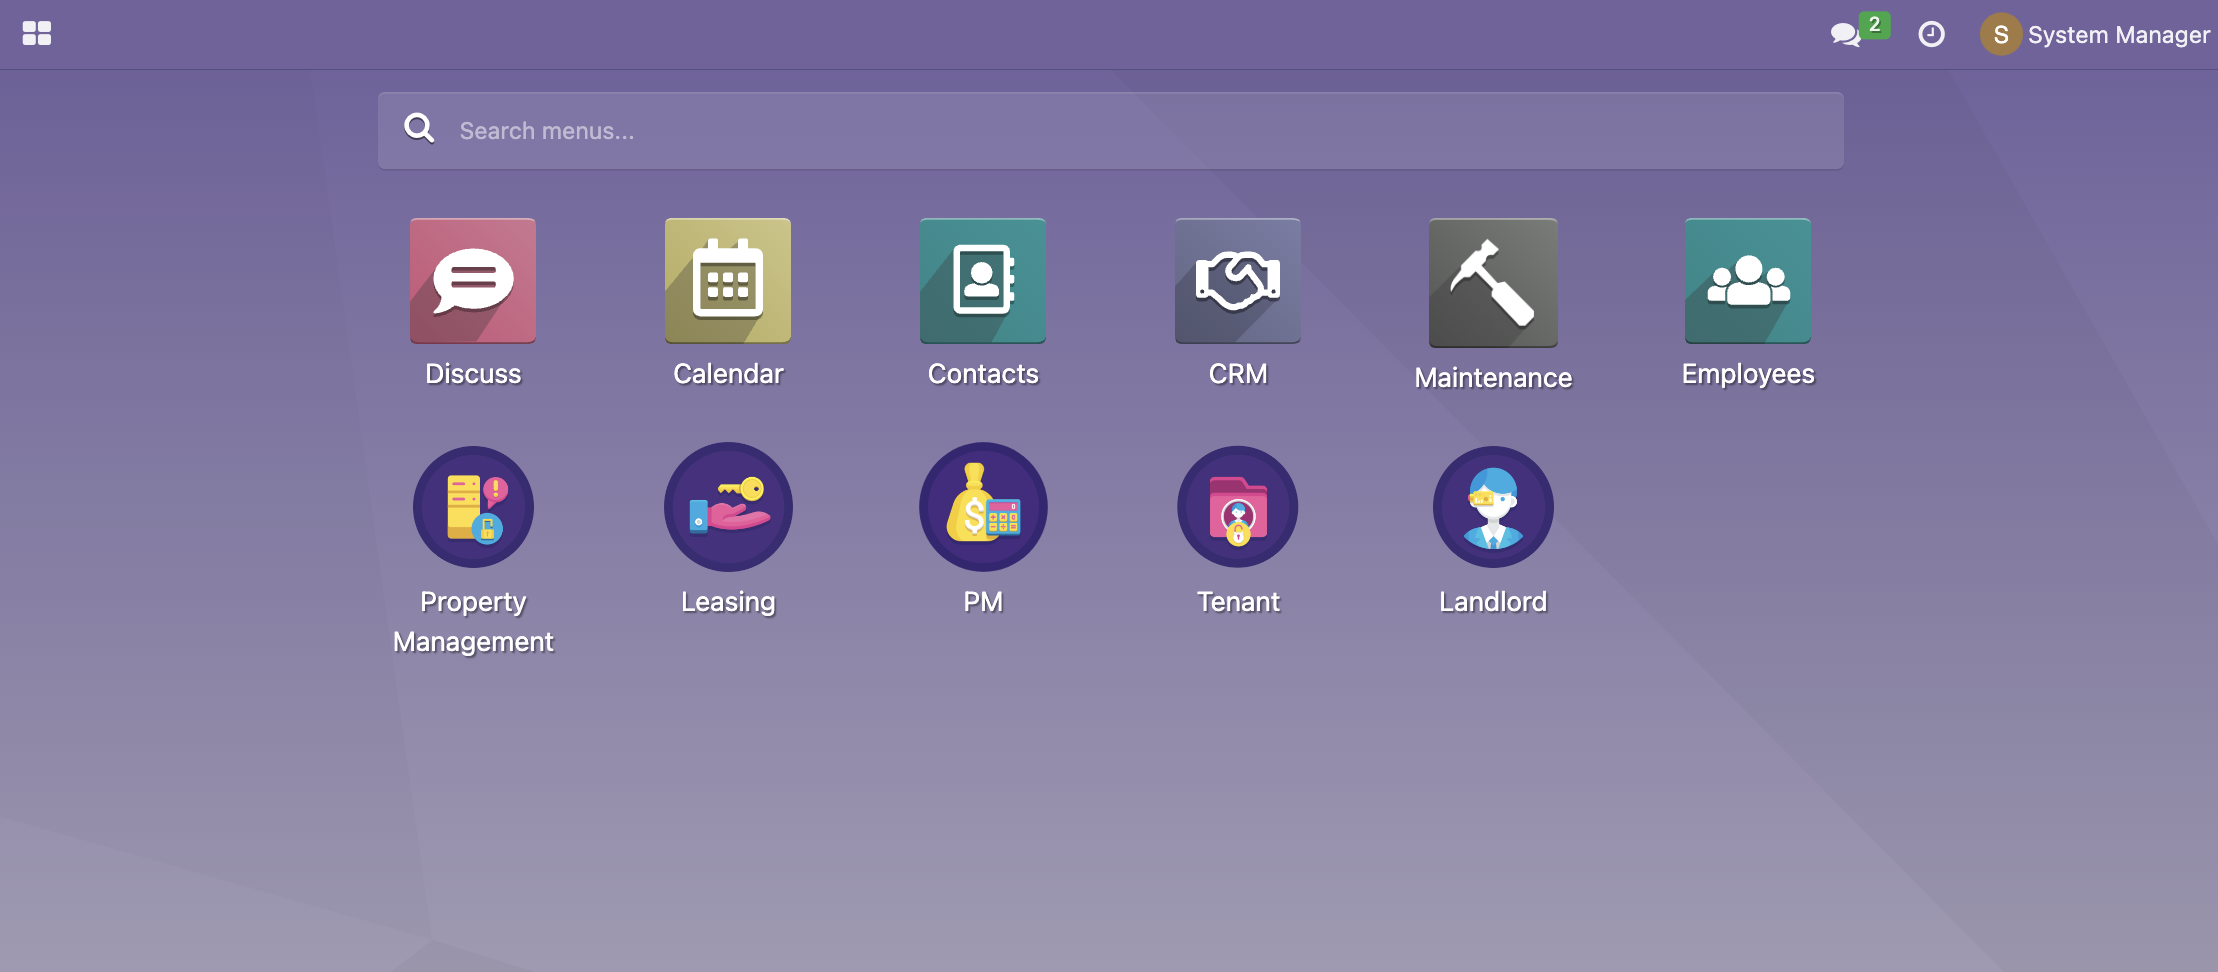 2
S System Manager
Search menus...
Discuss
Calendar
Contacts
CRM
Maintenance
Employees
Property
Management
Leasing
PM
Tenant
Landlord